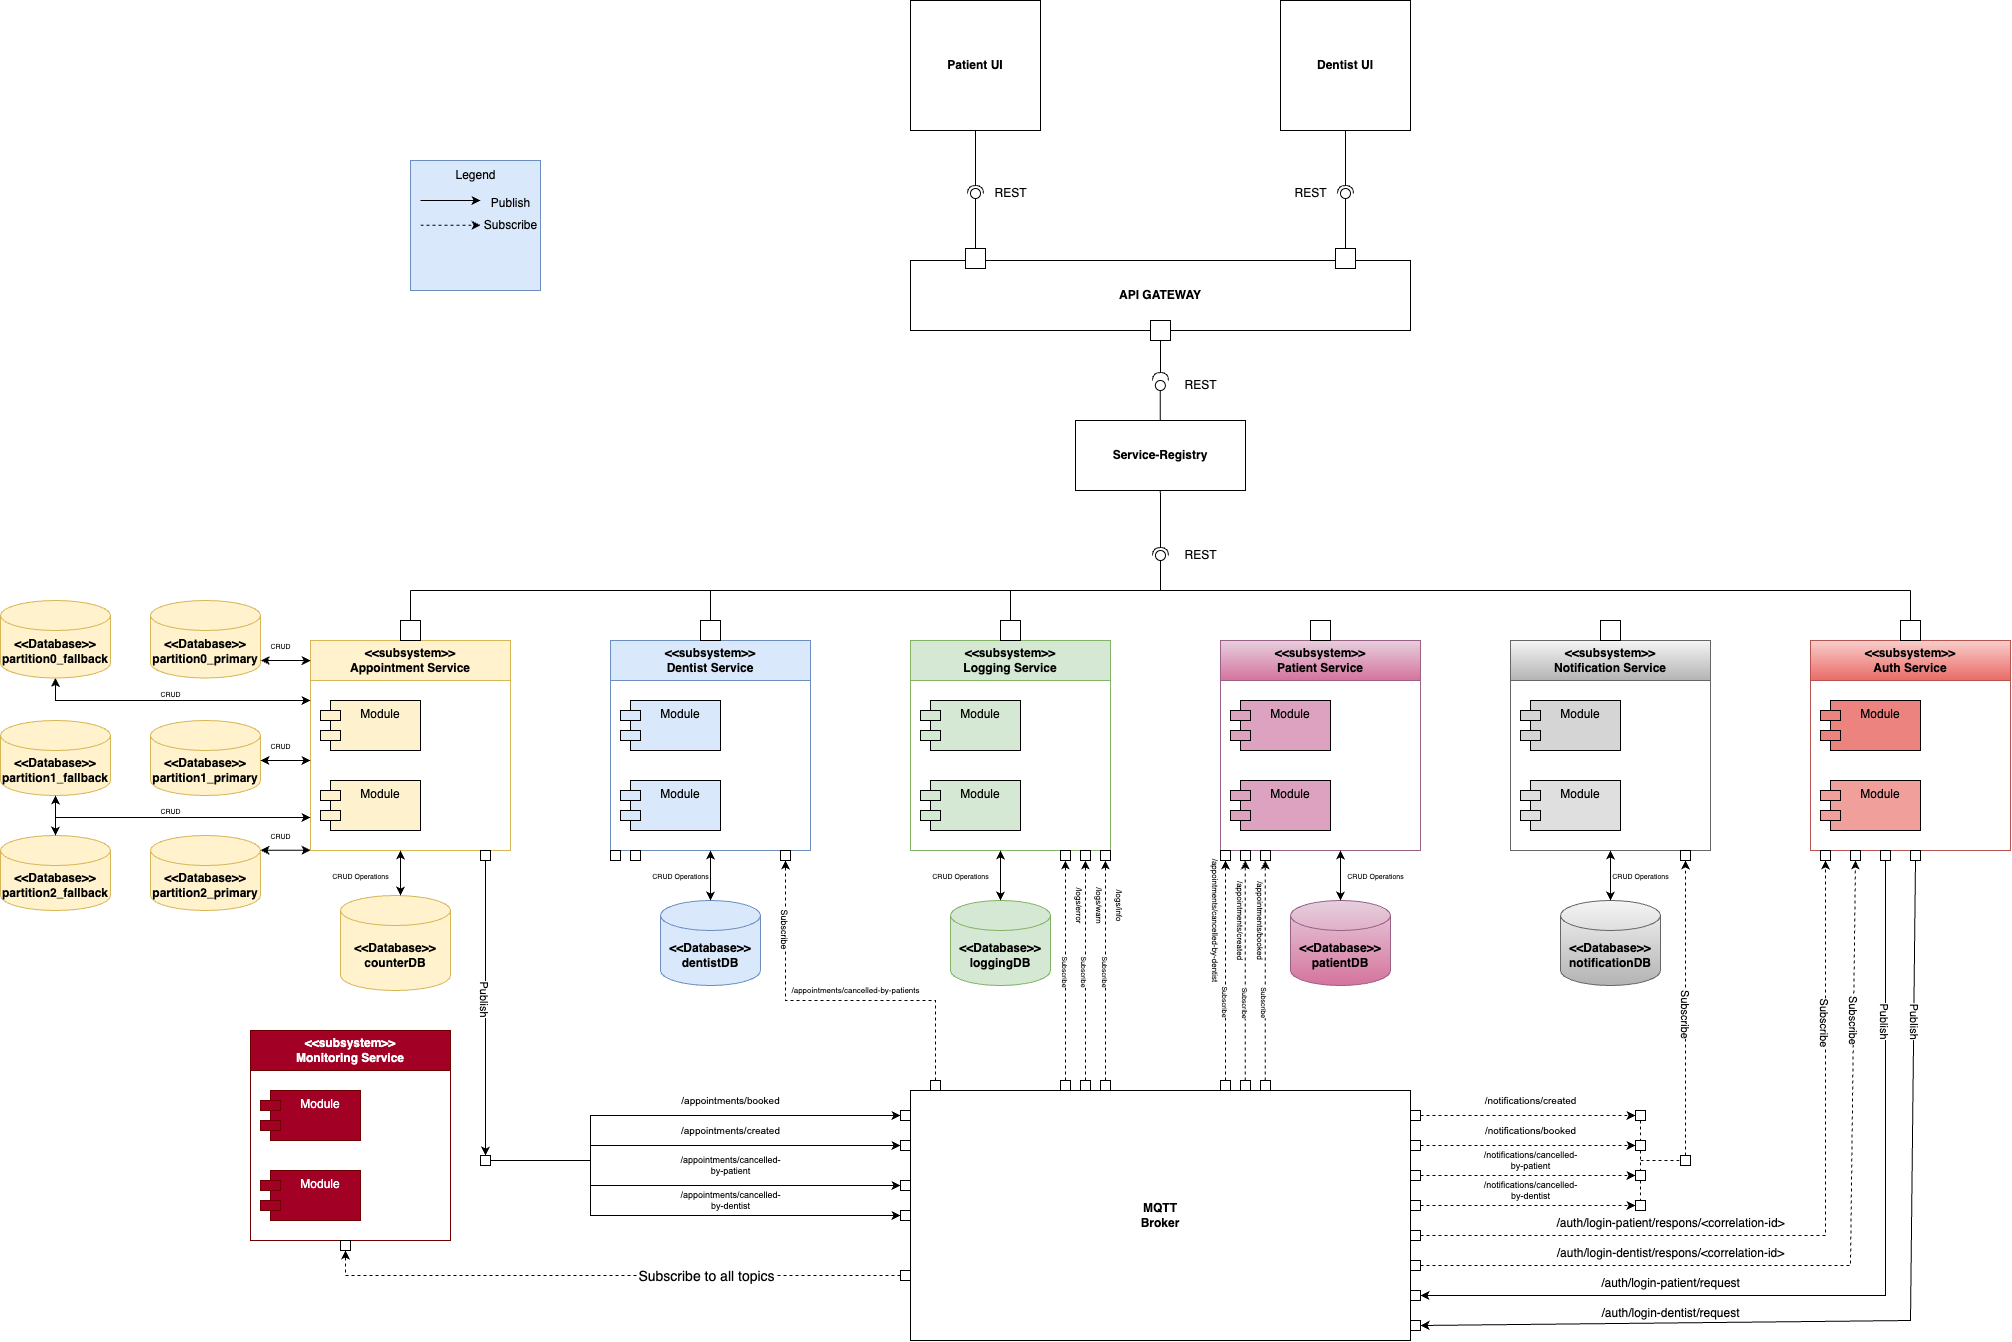 Patient UI
Dentist UI
Legend
Publish
Subscribe
REST
REST
API GATEWAY
REST
Service-Registry
REST
<<Database>>
partition0_fallback
<<Database>>
partition0_primary
CRUD
CRUD
<<Database>>
partition1_fallback
<<Database>>
partition1_primary
CRUD
CRUD
<<Database>>
partition2_fallback
<<Database>>
partition2_primary
CRUD
<<subsystem>>
Appointment Service
Module
Module
<<subsystem>>
Dentist Service
Module
Module
<<subsystem>>
Logging Service
Module
Module
<<subsystem>>
Patient Service
Module
Module
<<subsystem>>
Notification Service
Module
Module
<<subsystem>>
Auth Service
Module
Module
CRUD Operations
<<Database>>
counterDB
Publish
CRUD Operations
<<Database>>
dentistDB
Subscribe
/appointments/cancelled-by-patients
CRUD Operations
<<Database>>
loggingDB
/logs/error
/logs/warn
/logs/info
Subscribe
Subscribe
Subscribe
/appointments/cancelled-by-dentist
/appointments/created
/appointments/booked
Subscribe
Subscribe
Subscribe
CRUD Operations
<<Database>>
patientDB
CRUD Operations
<<Database>>
notificationDB
Subscribe
Subscribe
Subscribe
Publish
Publish
<<subsystem>>
Monitoring Service
Module
Module
/appointments/booked
/appointments/created
/appointments/cancelled-
by-patient
/appointments/cancelled-
by-dentist
Subscribe to all topics
MQTT
Broker
/notifications/created
/notifications/booked
/notifications/cancelled-
by-patient
/notifications/cancelled-
by-dentist
/auth/login-patient/respons/<correlation-id>
/auth/login-dentist/respons/<correlation-id>
/auth/login-patient/request
/auth/login-dentist/request